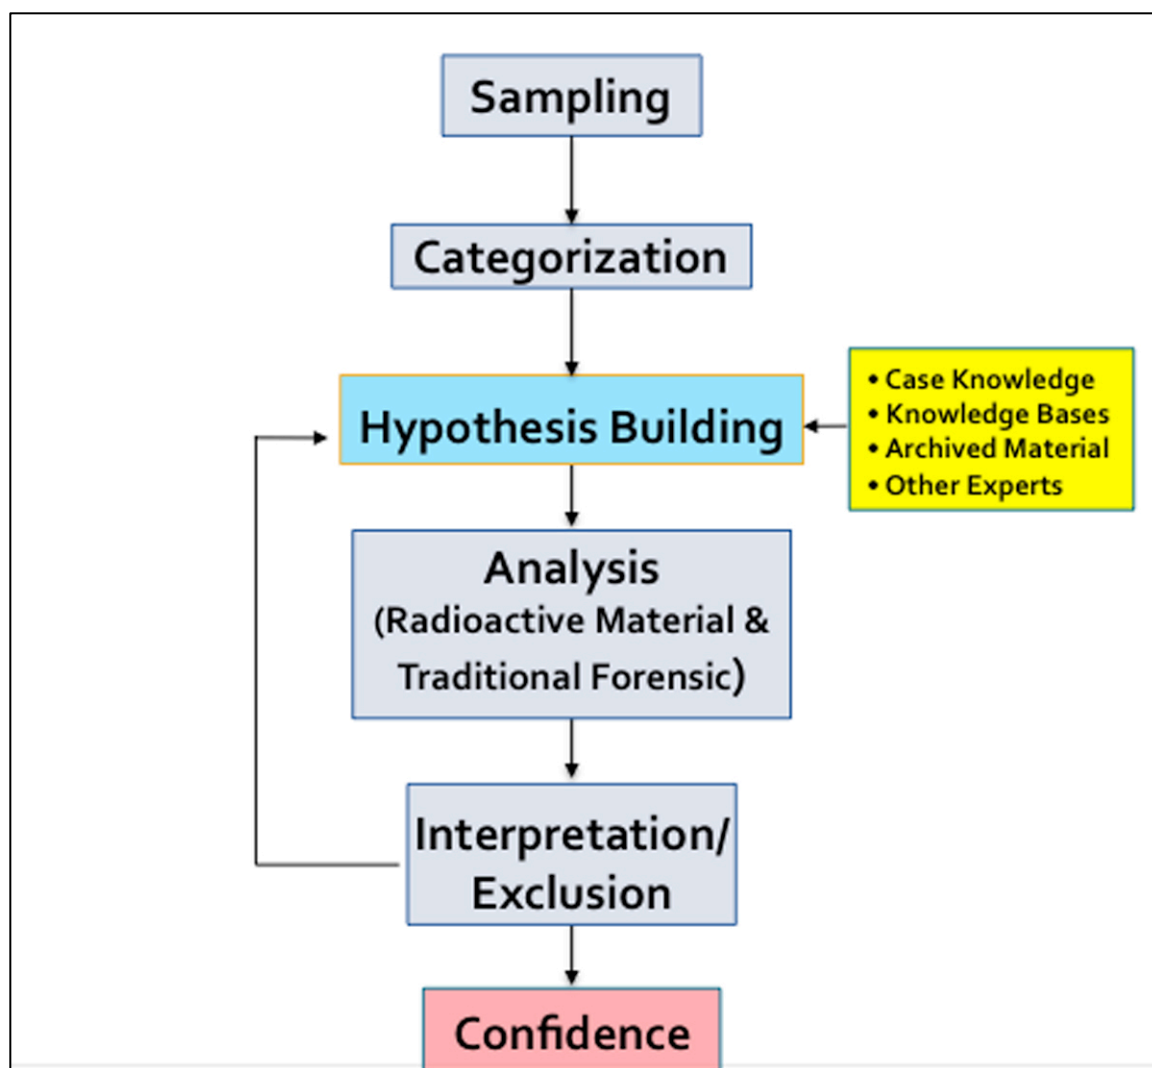 Sampling
Categorization
Hypothesis Building
• Case Knowledge
• Knowledge Bases
• Archived Material
• Other Experts
Analysis
(Radioactive Material &
Traditional Forensic)
Interpretation/
Exclusion
Confidence